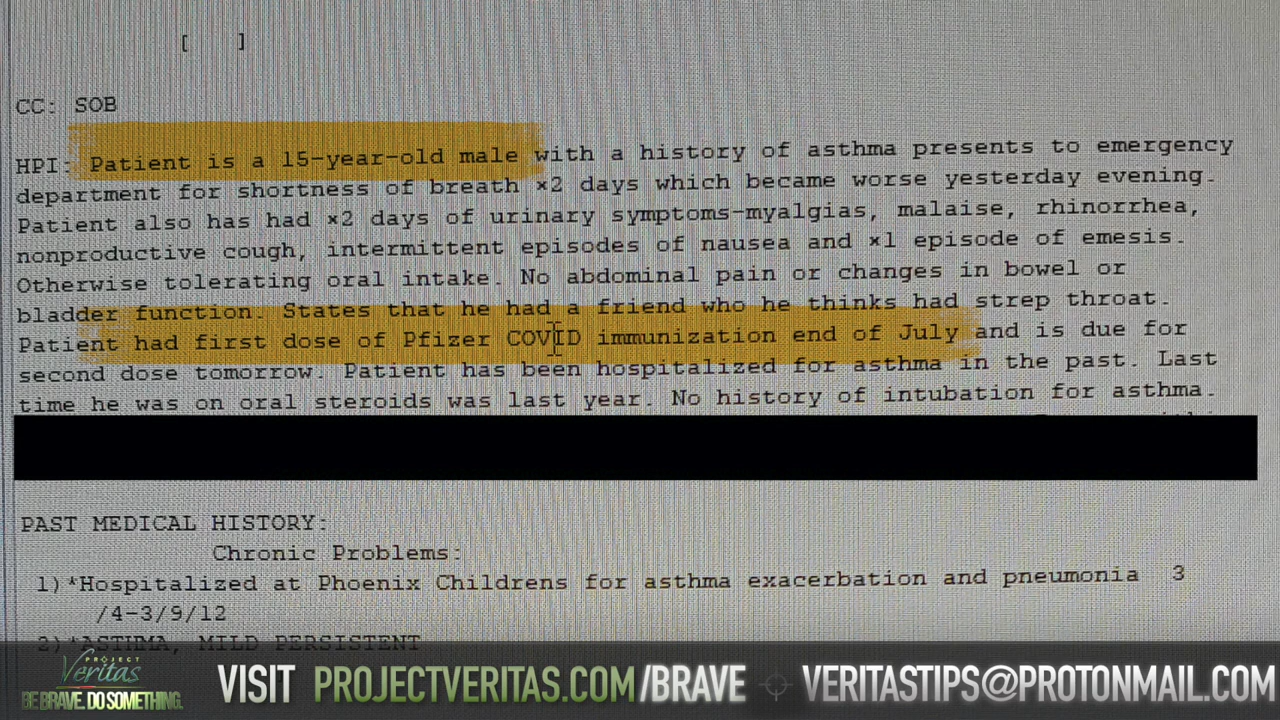 [ ]
CC: SOB
HPI: Patient is a 15-year-old male with a history of asthma presents to emergency
department for shortness of breath ×2 days which became worse yesterday evening.
Patient also has had ×2 days of urinary symptoms-myalgias, malaise, rhinorrhea,
nonproductive cough, intermittent episodes of nausea and ×1 episode of emesis.
Otherwise tolerating oral intake. No abdominal pain or changes in bowel or
bladder function. States that he had a friend who he thinks had strep throat.
Patient had first dose of Pfizer COVID immunization end of July and is due for
second dose tomorrow. Patient has been hospitalized for asthma in the past. Last
time he was on oral steroids was last year. No history of intubation for asthma.
PAST MEDICAL HISTORY:
Chronic Problems:
1)*Hospitalized at Phoenix Childrens for asthma exacerbation and pneumonia 3
/4-3/9/12
2)*ASTHMA, MILD PERSISTENT
PROJECT
Veritas
BE BRAVE. DO SOMETHING.
VISIT PROJECTVERITAS.COM/BRAVE VERITASTIPS@PROTONMAIL.COM